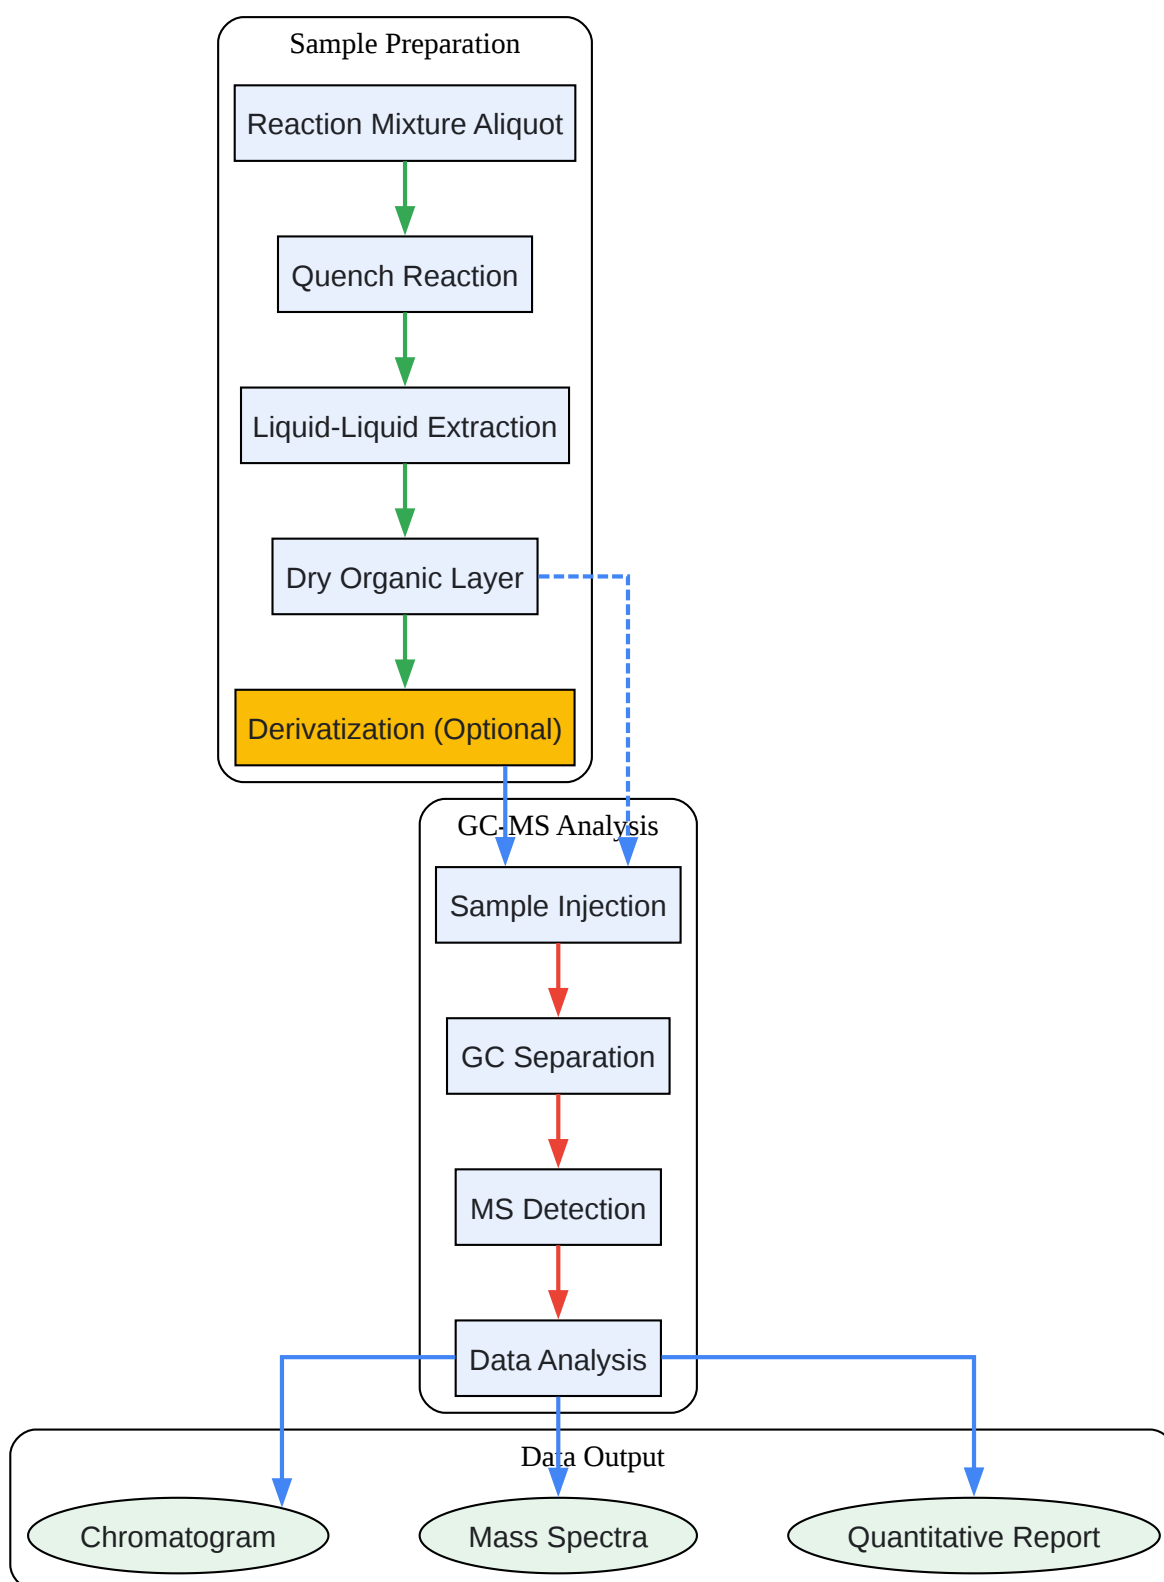 Sample Preparation
Reaction Mixture Aliquot
Quench Reaction
Liquid-Liquid Extraction
Dry Organic Layer
Derivatization (Optional)
GC-MS Analysis
Sample Injection
GC Separation
MS Detection
Data Analysis
Data Output
Chromatogram
Mass Spectra
Quantitative Report